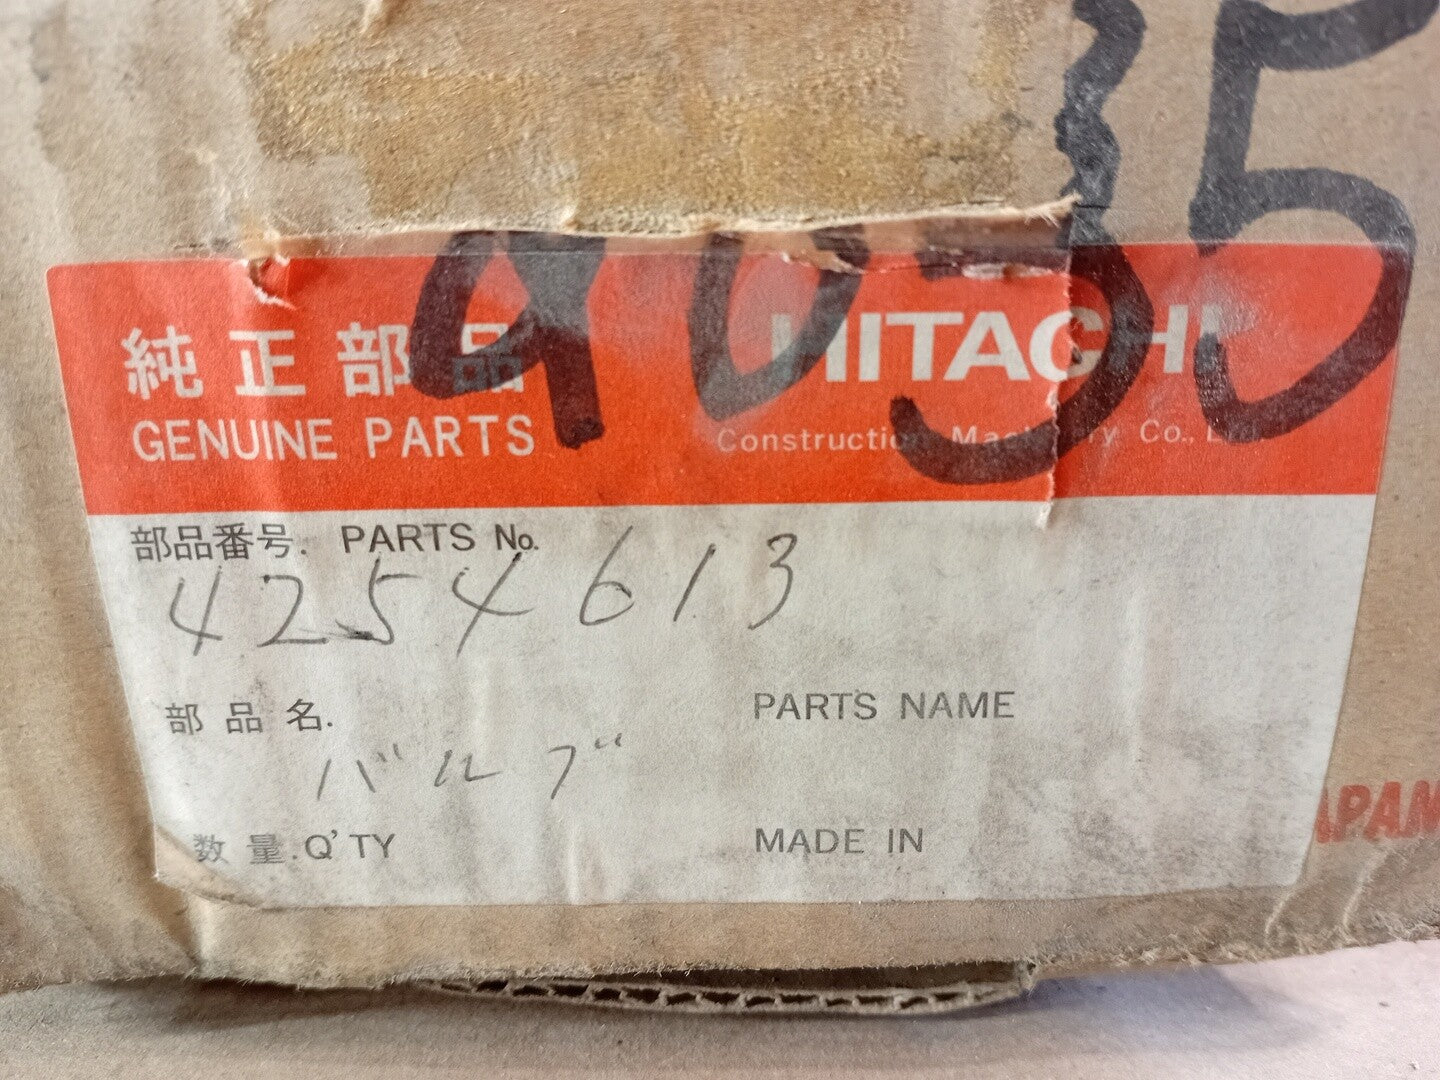 4035
純正部品
HITACHI
GENUINE PARTS
Construction Machinery Co., Ltd.
部品番号. PARTS No.
4254613
部品名.
PARTS NAME
バルブ
数量. Q'TY
MADE IN
JAPAN